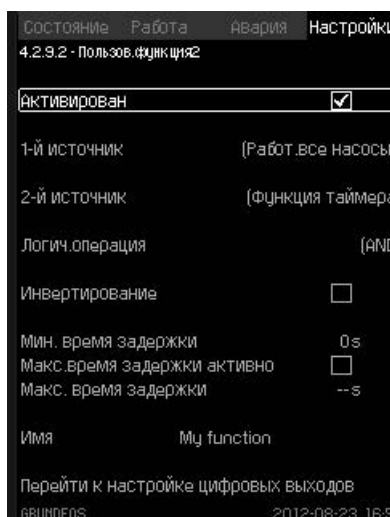 Состояние Работа Авария Настройки
4.2.9.2 - Пользов.функция2
Активирован
1-й источник (Работ.все насосы
2-й источник (Функция таймера
Логич.операция (AND
Инвертирование
Мин. время задержки 0s
Макс.время задержки активно
Макс. время задержки --s
Имя My function
Перейти к настройке цифровых выходов
GRUNDFOS 2012-08-23 16:5